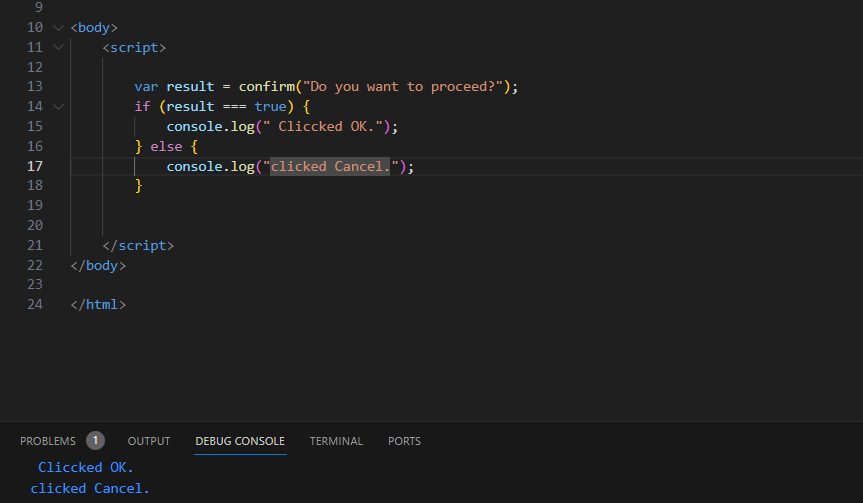 9
10 <body>
11 <script>
12
13 var result = confirm("Do you want to proceed?");
14 if (result === true) {
15 console.log(" Cliccked OK.");
16 } else {
17 console.log("clicked Cancel.");
18 }
19
20
21 </script>
22 </body>
23
24 </html>
PROBLEMS 1 OUTPUT DEBUG CONSOLE TERMINAL PORTS
Cliccked OK.
clicked Cancel.